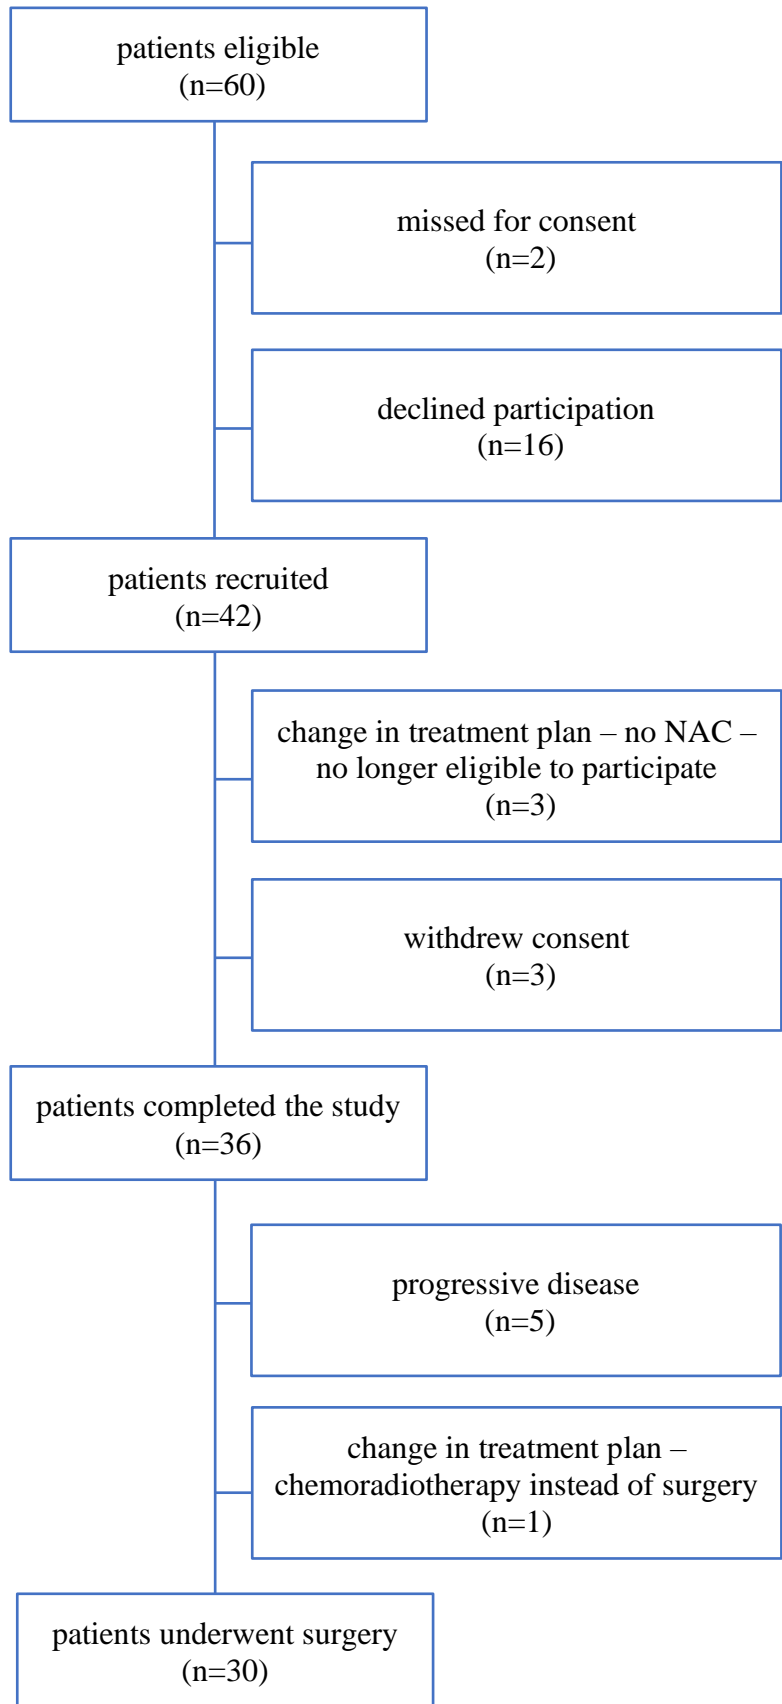 patients eligible
(n=60)
missed for consent
(n=2)
declined participation
(n=16)
patients recruited
(n=42)
change in treatment plan – no NAC –
no longer eligible to participate
(n=3)
withdrew consent
(n=3)
patients completed the study
(n=36)
progressive disease
(n=5)
change in treatment plan –
chemoradiotherapy instead of surgery
(n=1)
patients underwent surgery
(n=30)